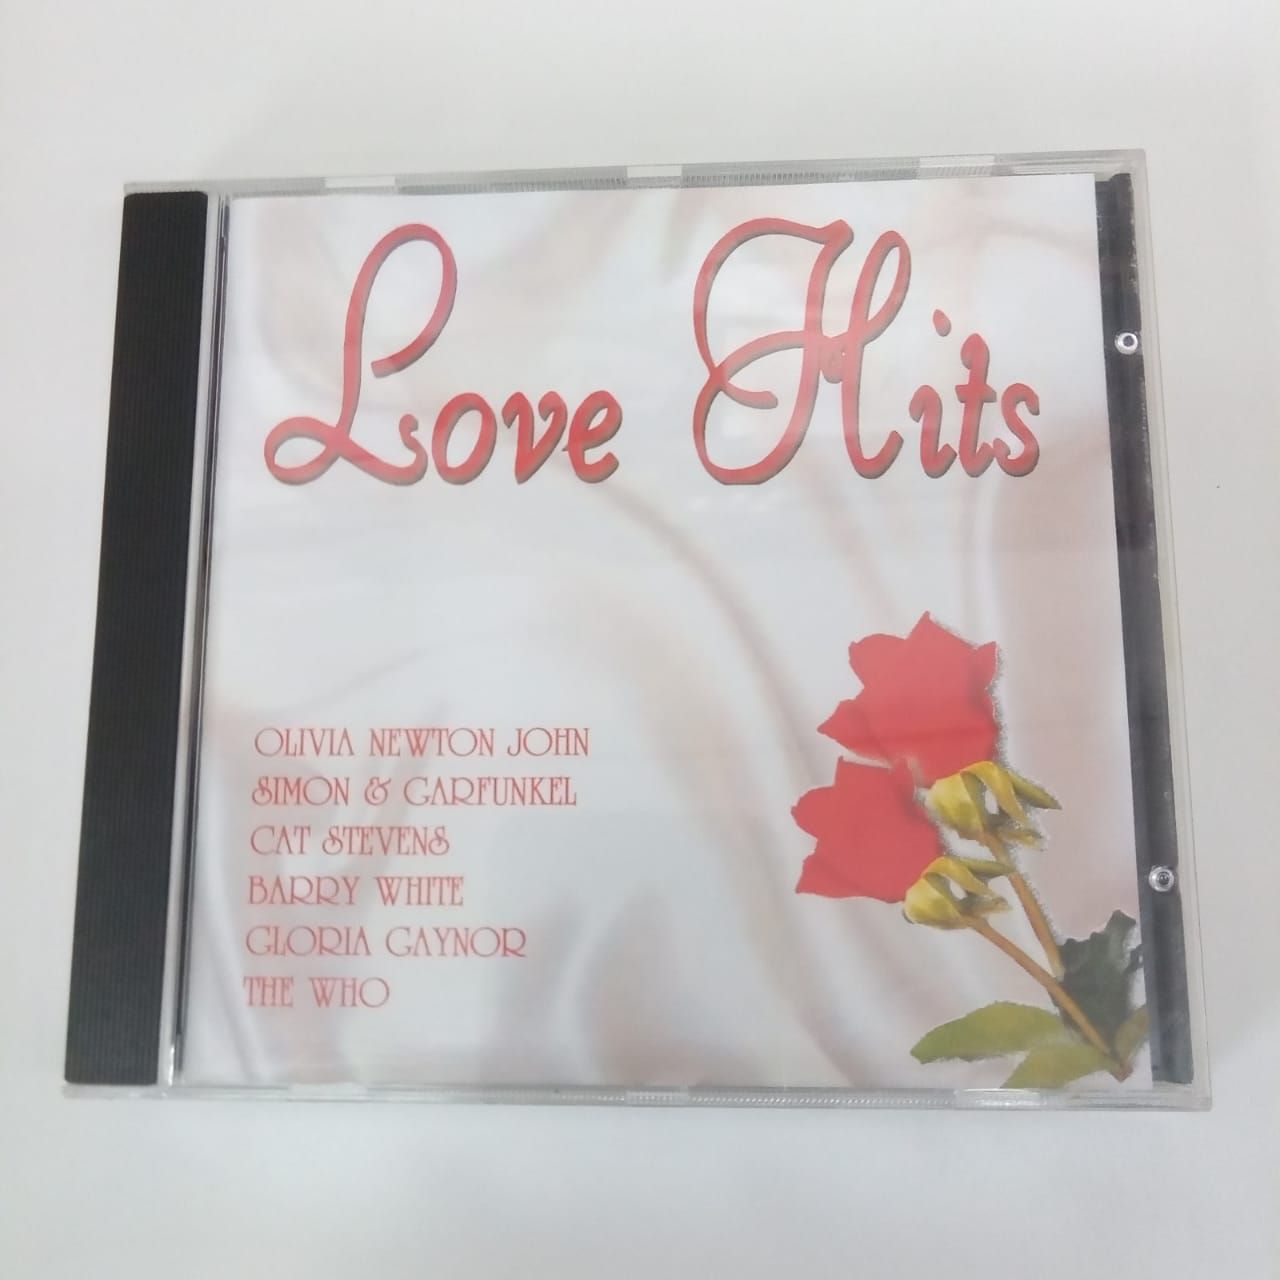 Love Hits
OLIVIA NEWTON JOHN
SIMON & GARFUNKEL
CAT STEVENS
BARRY WHITE
GLORIA GAYNOR
THE WHO